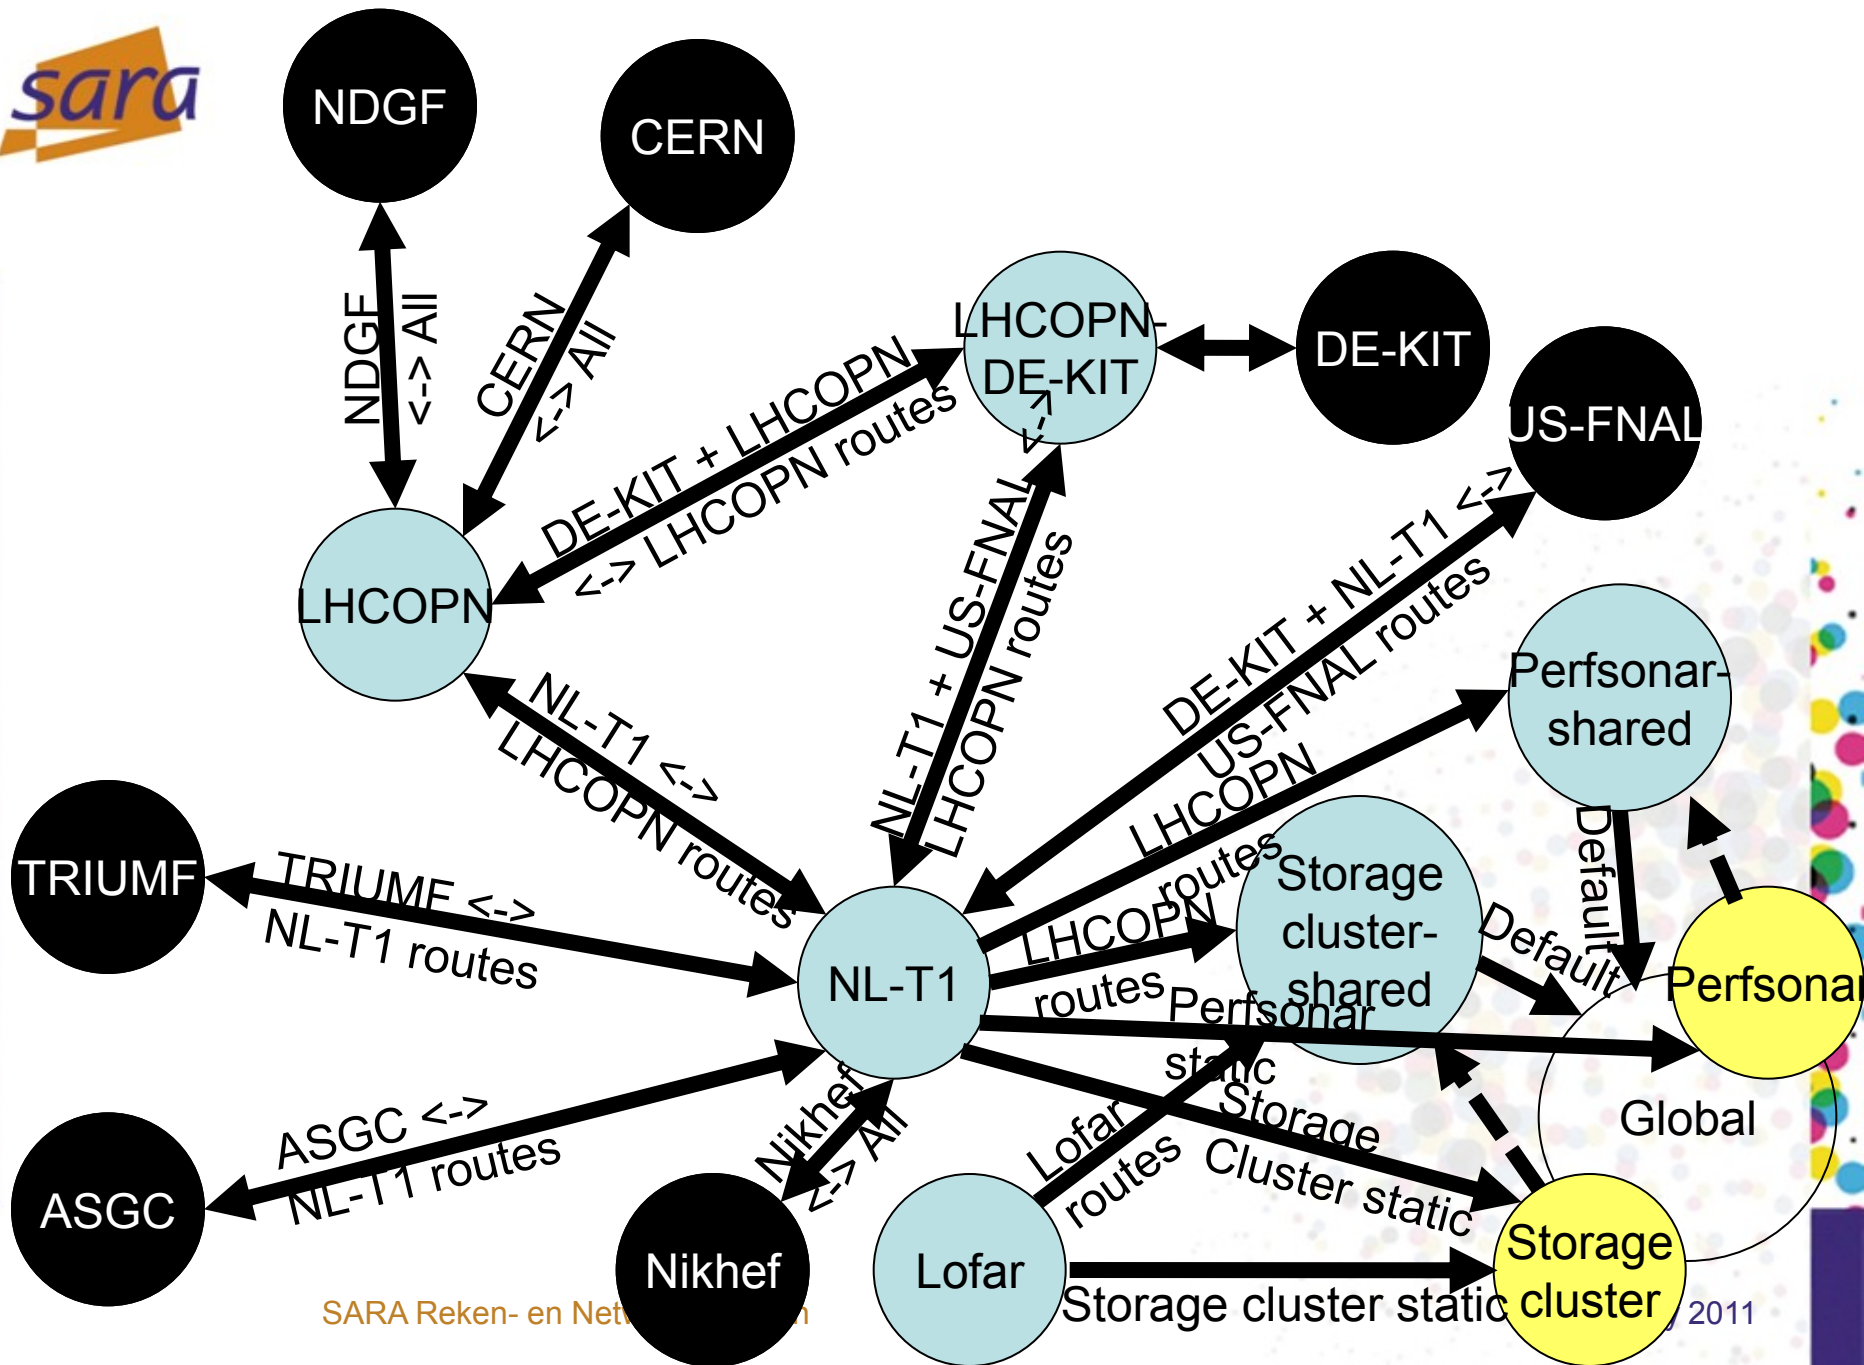 sara
NDGF
CERN
NDGF
<-> All
CERN
<-> All
LHCOPN-
DE-KIT
DE-KIT
US-FNAL
DE-KIT + LHCOPN
<-> LHCOPN routes
LHCOPN
NL-T1 + US-FNAL <->
LHCOPN routes
DE-KIT + NL-T1 <->
US-FNAL routes
Perfsonar-
shared
NL-T1 <->
LHCOPN routes
LHCOPN
routes
Default
TRIUMF
TRIUMF <->
NL-T1 routes
NL-T1
LHCOPN
routes
Storage
cluster-
shared
Default
Perfsonar
Perfsonar
static
Global
ASGC
ASGC <->
NL-T1 routes
Nikhef
<-> All
Lofar
routes
Storage
Cluster static
Nikhef
Lofar
Storage cluster static
Storage
cluster
SARA Reken- en
2011